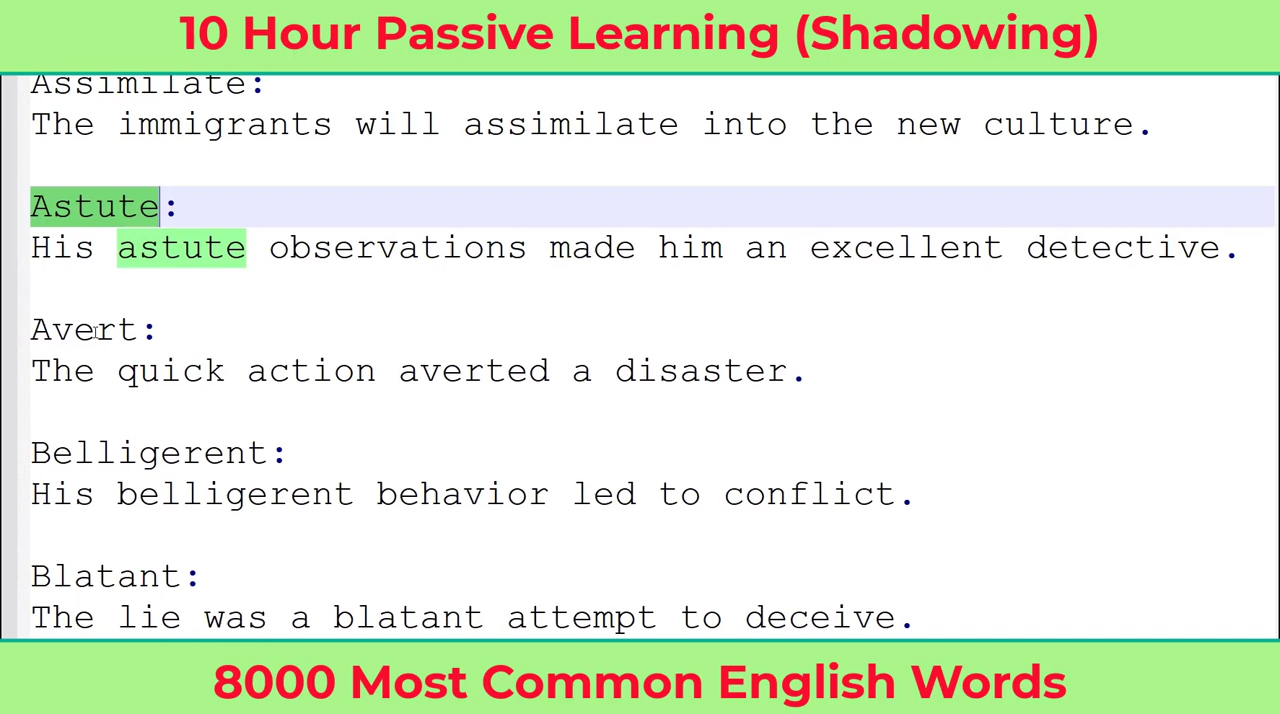 10 Hour Passive Learning (Shadowing)
Assimilate:
The immigrants will assimilate into the new culture.
Astute:
His astute observations made him an excellent detective.
Avert:
The quick action averted a disaster.
Belligerent:
His belligerent behavior led to conflict.
Blatant:
The lie was a blatant attempt to deceive.
8000 Most Common English Words